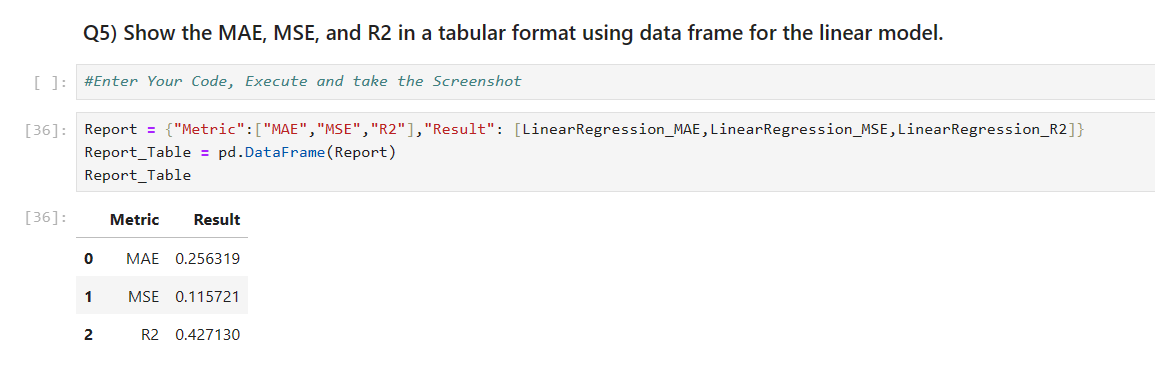 Q5) Show the MAE, MSE, and R2 in a tabular format using data frame for the linear model.
[ ]: #Enter Your Code, Execute and take the Screenshot
[36]: Report = {"Metric":["MAE","MSE","R2"],"Result": [LinearRegression_MAE,LinearRegression_MSE,LinearRegression_R2]}
Report_Table = pd.DataFrame(Report)
Report_Table
[36]: Metric Result
0 MAE 0.256319
1 MSE 0.115721
2 R2 0.427130